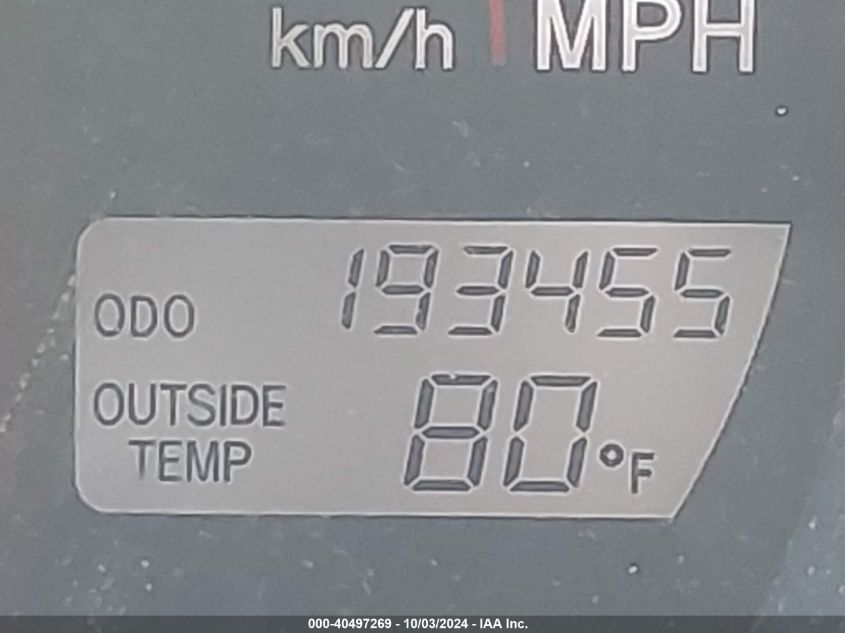 km/h MPH
ODO 193455
OUTSIDE
TEMP 80°F
000-40497269 - 10/03/2024 - IAA Inc.